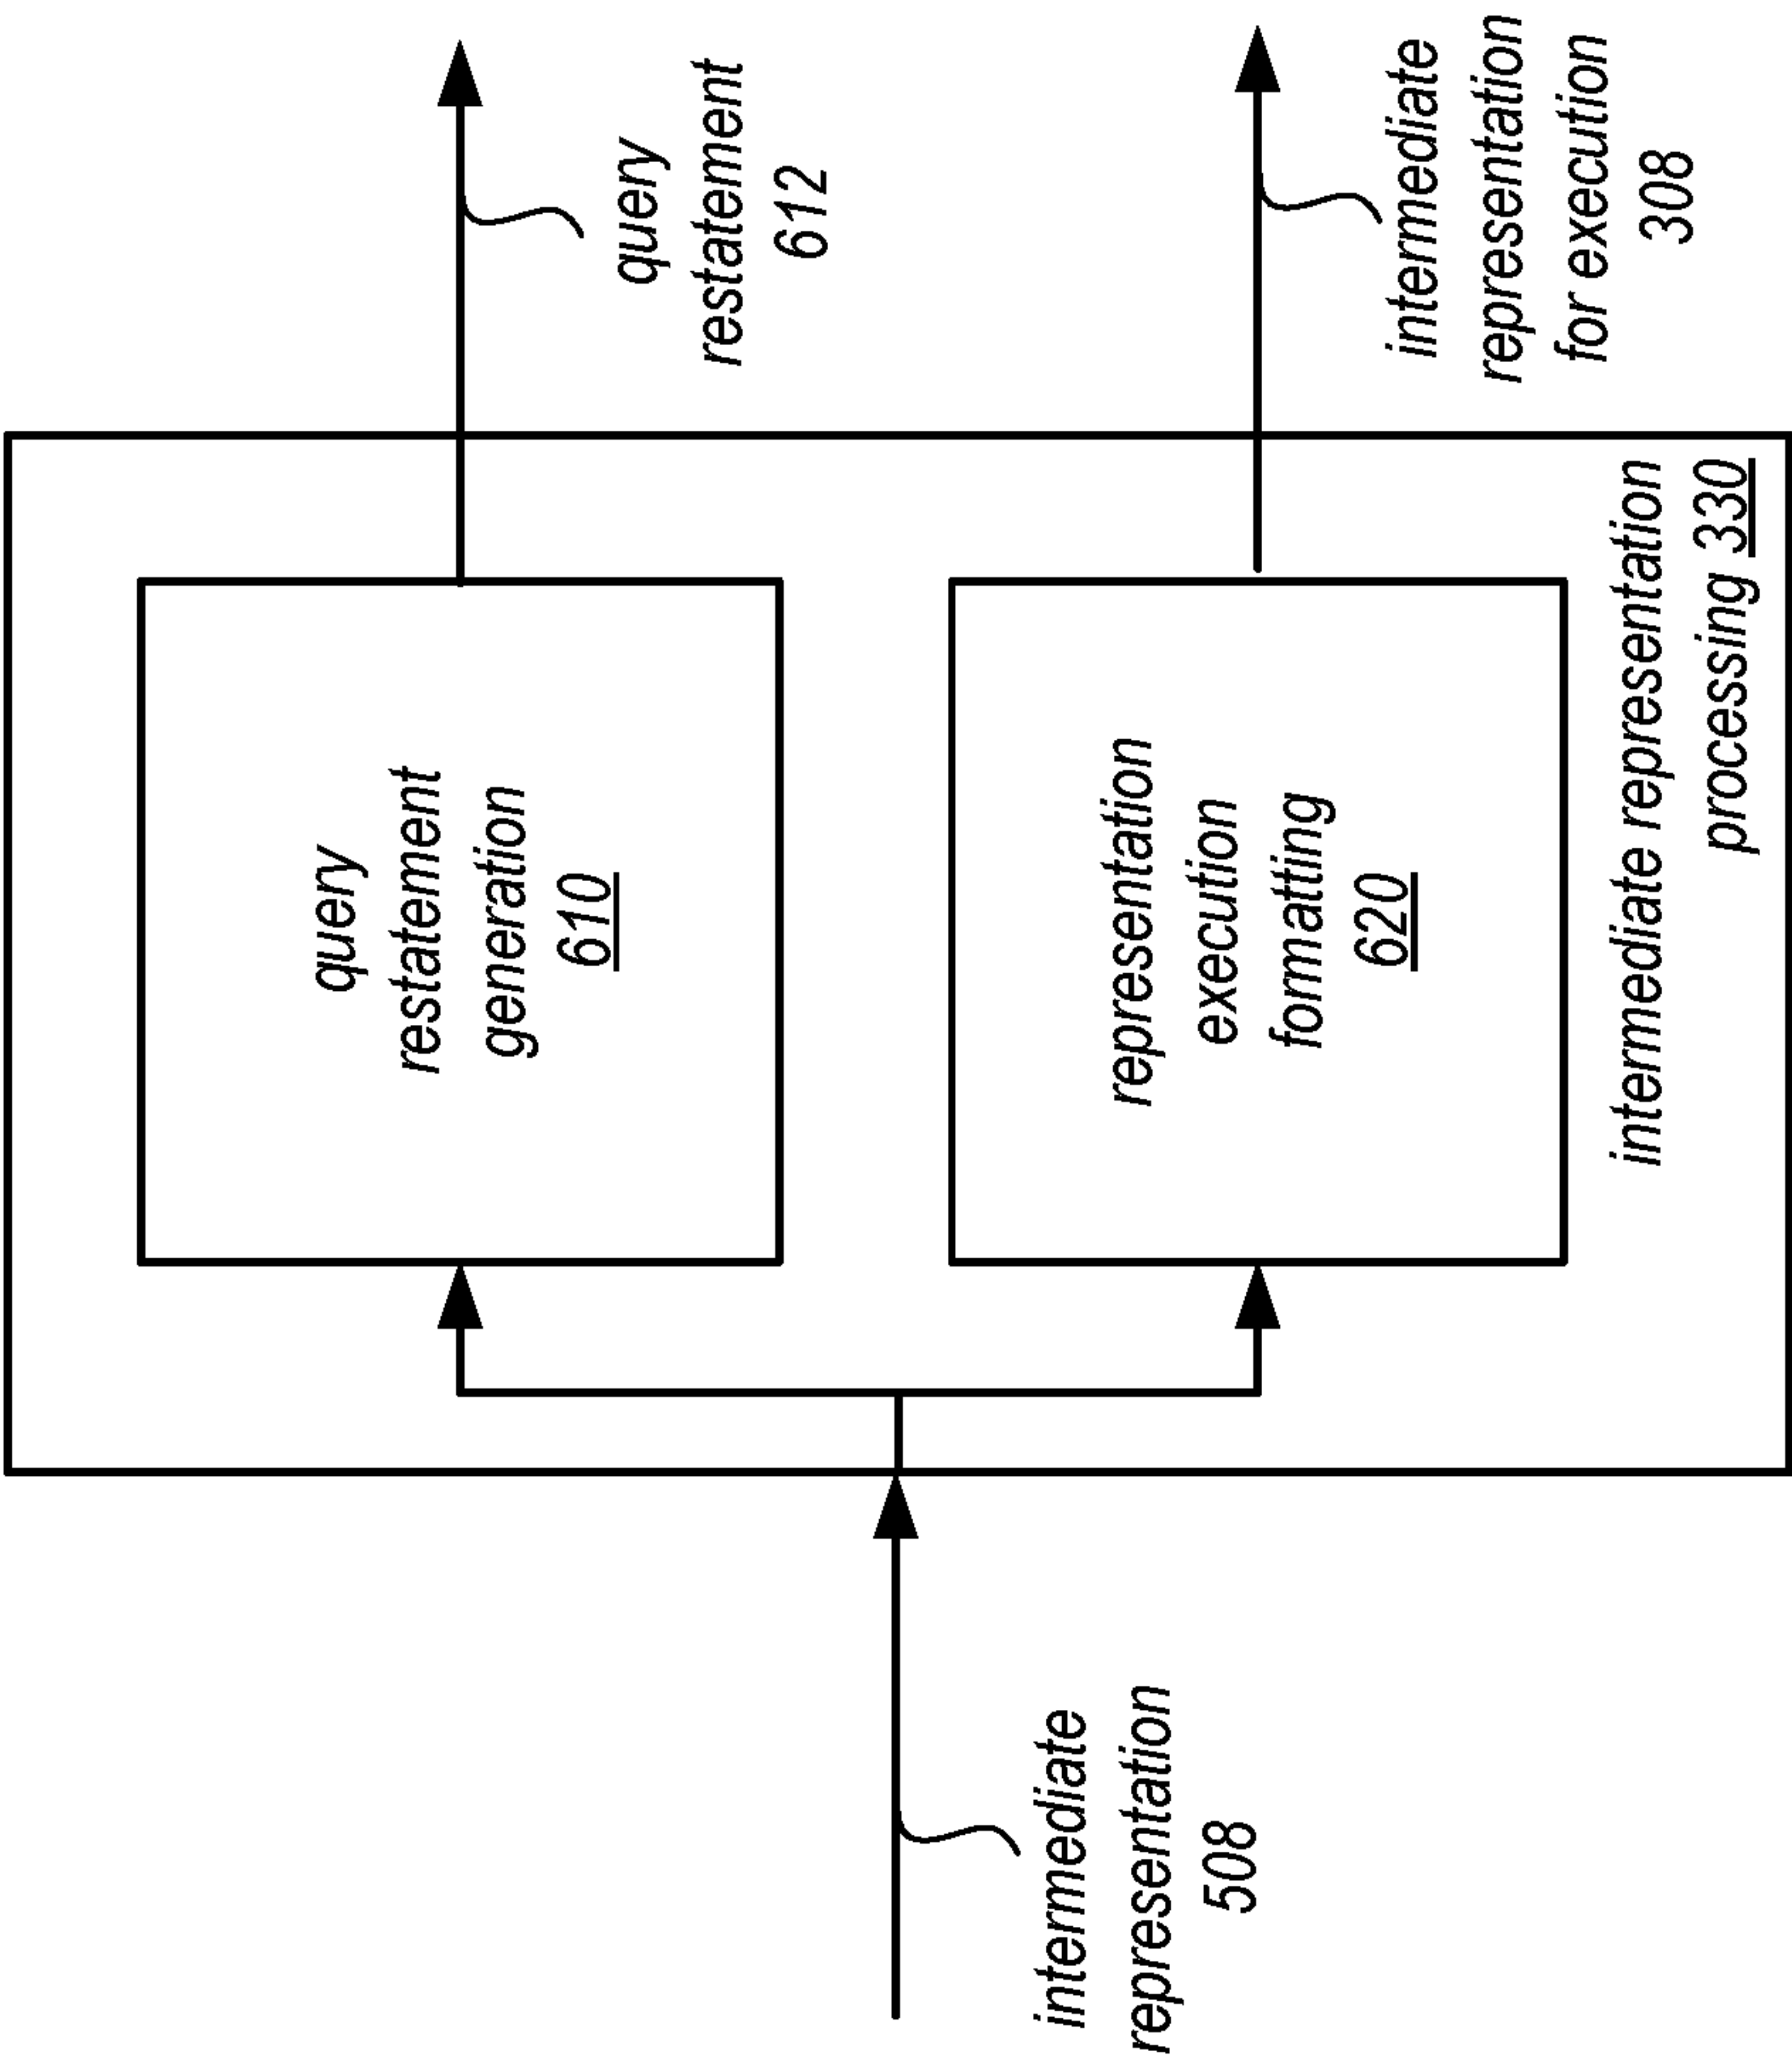 intermediate
representation
508
query
restatement
generation
610
representation
execution
formatting
620
intermediate representation
processing 330
query
restatement
612
intermediate
representation
for execution
308